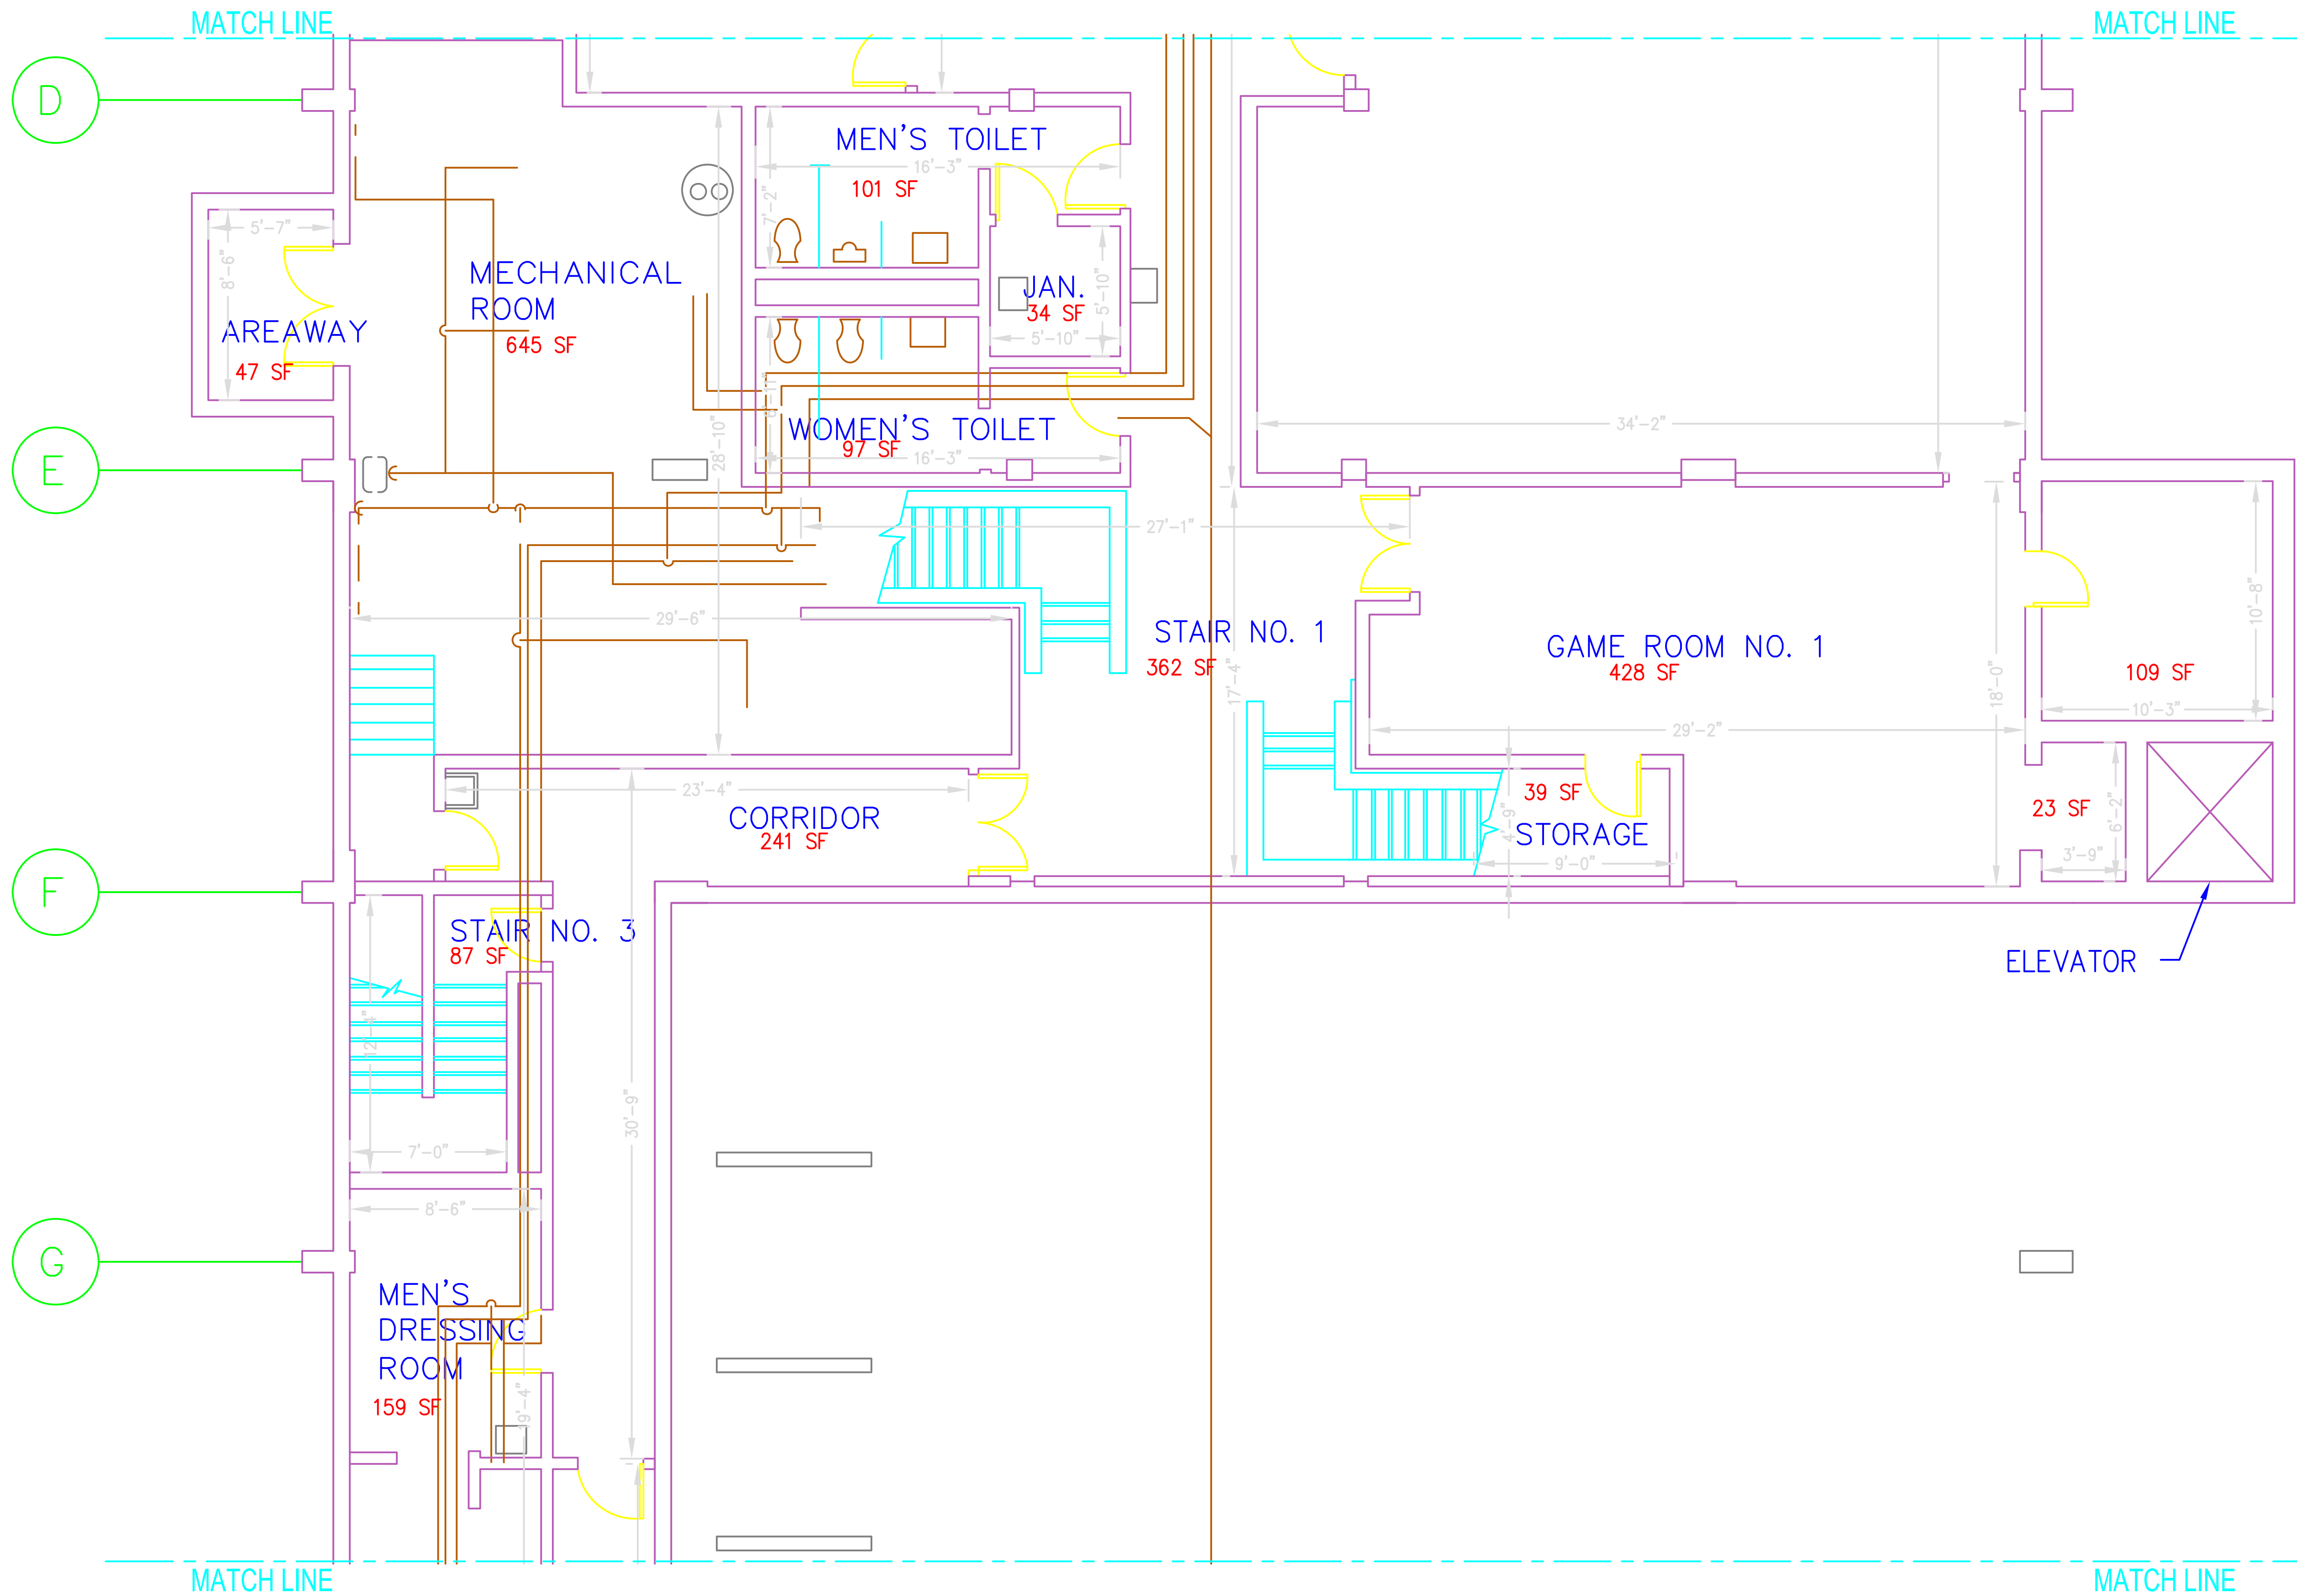 MATCH LINE
MATCH LINE
D
MEN'S TOILET
16'-3"
101 SF
7'-2"
5'-7"
8'-6"
MECHANICAL
ROOM
645 SF
JAN.
34 SF
5'-10"
5'-10"
AREAWAY
47 SF
WOMEN'S TOILET
97 SF
16'-3"
28'-10"
34'-2"
E
27'-1"
29'-6"
STAIR NO. 1
362 SF
17'-4"
GAME ROOM NO. 1
428 SF
29'-2"
18'-0"
10'-8"
109 SF
10'-3"
23'-4"
CORRIDOR
241 SF
39 SF
STORAGE
4'-9"
9'-0"
23 SF
6'-2"
3'-9"
F
STAIR NO. 3
87 SF
ELEVATOR
12'-4"
30'-9"
7'-0"
8'-6"
G
MEN'S
DRESSING
ROOM
159 SF
MATCH LINE
MATCH LINE